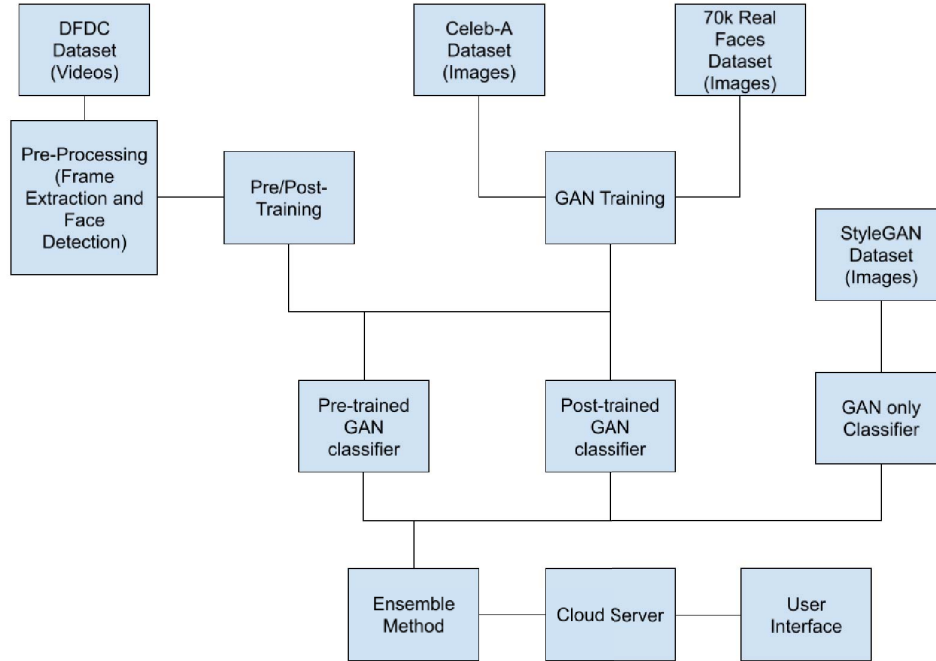 DFDC
Dataset
(Videos)
Celeb-A
Dataset
(Images)
70k Real
Faces
Dataset
(Images)
Pre-Processing
(Frame
Extraction and
Face
Detection)
Pre/Post-
Training
GAN Training
StyleGAN
Dataset
(Images)
Pre-trained
GAN
classifier
Post-trained
GAN
classifier
GAN only
Classifier
Ensemble
Method
Cloud Server
User
Interface